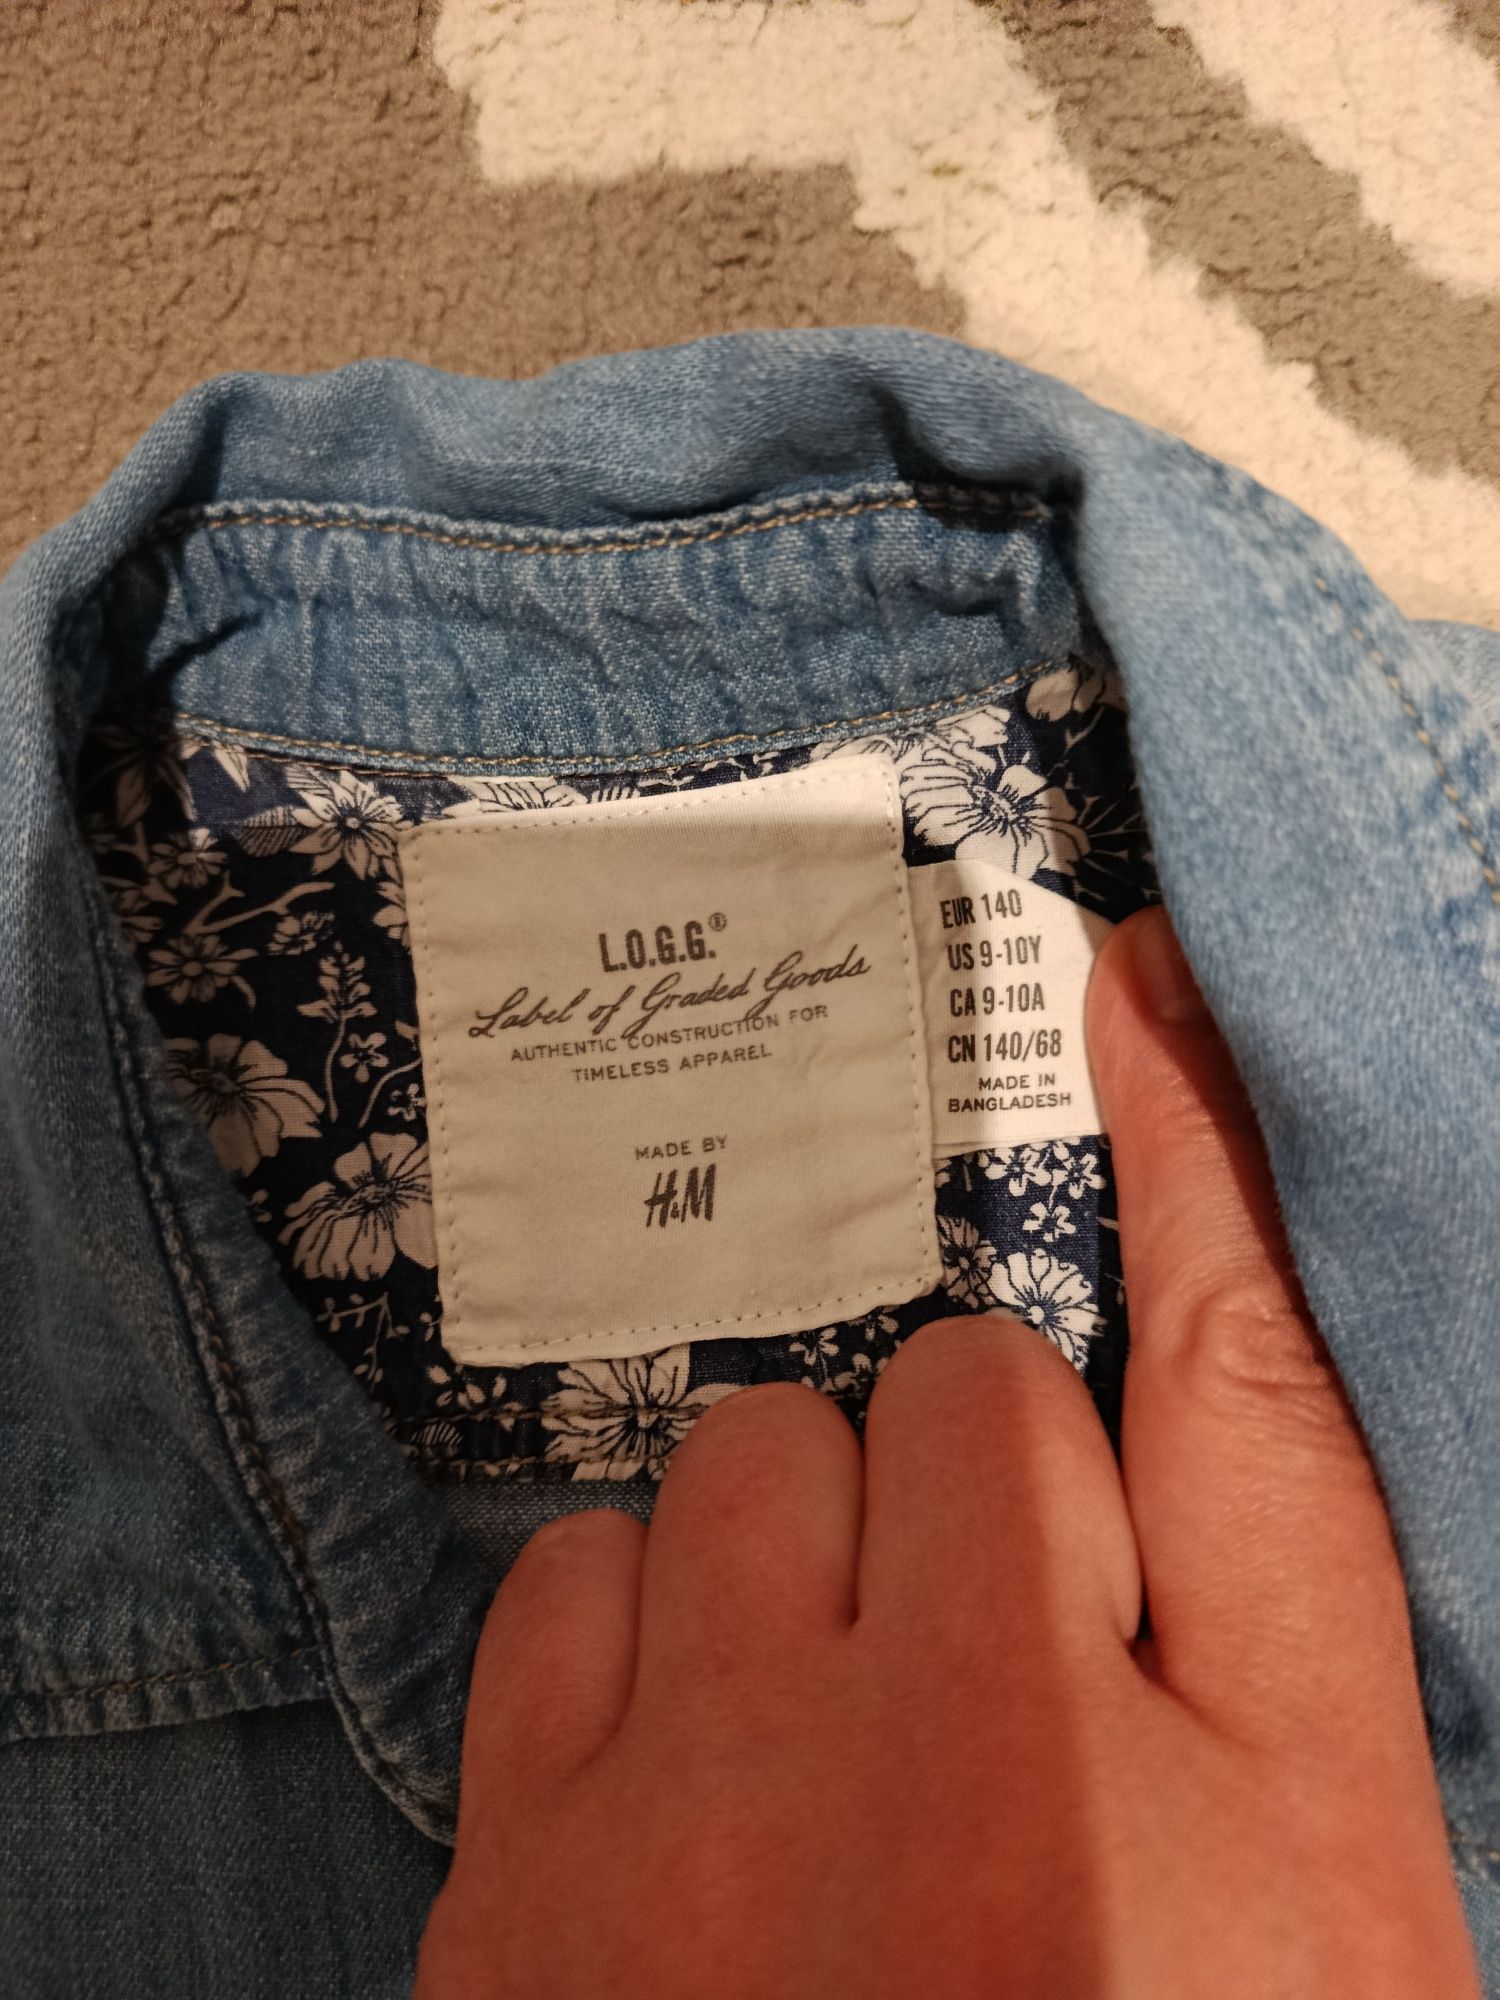 L.O.G.G.®
Label of Graded Goods
AUTHENTIC CONSTRUCTION FOR
TIMELESS APPAREL
MADE BY
H&M
EUR 140
US 9-10Y
CA 9-10A
CN 140/68
MADE IN
BANGLADESH